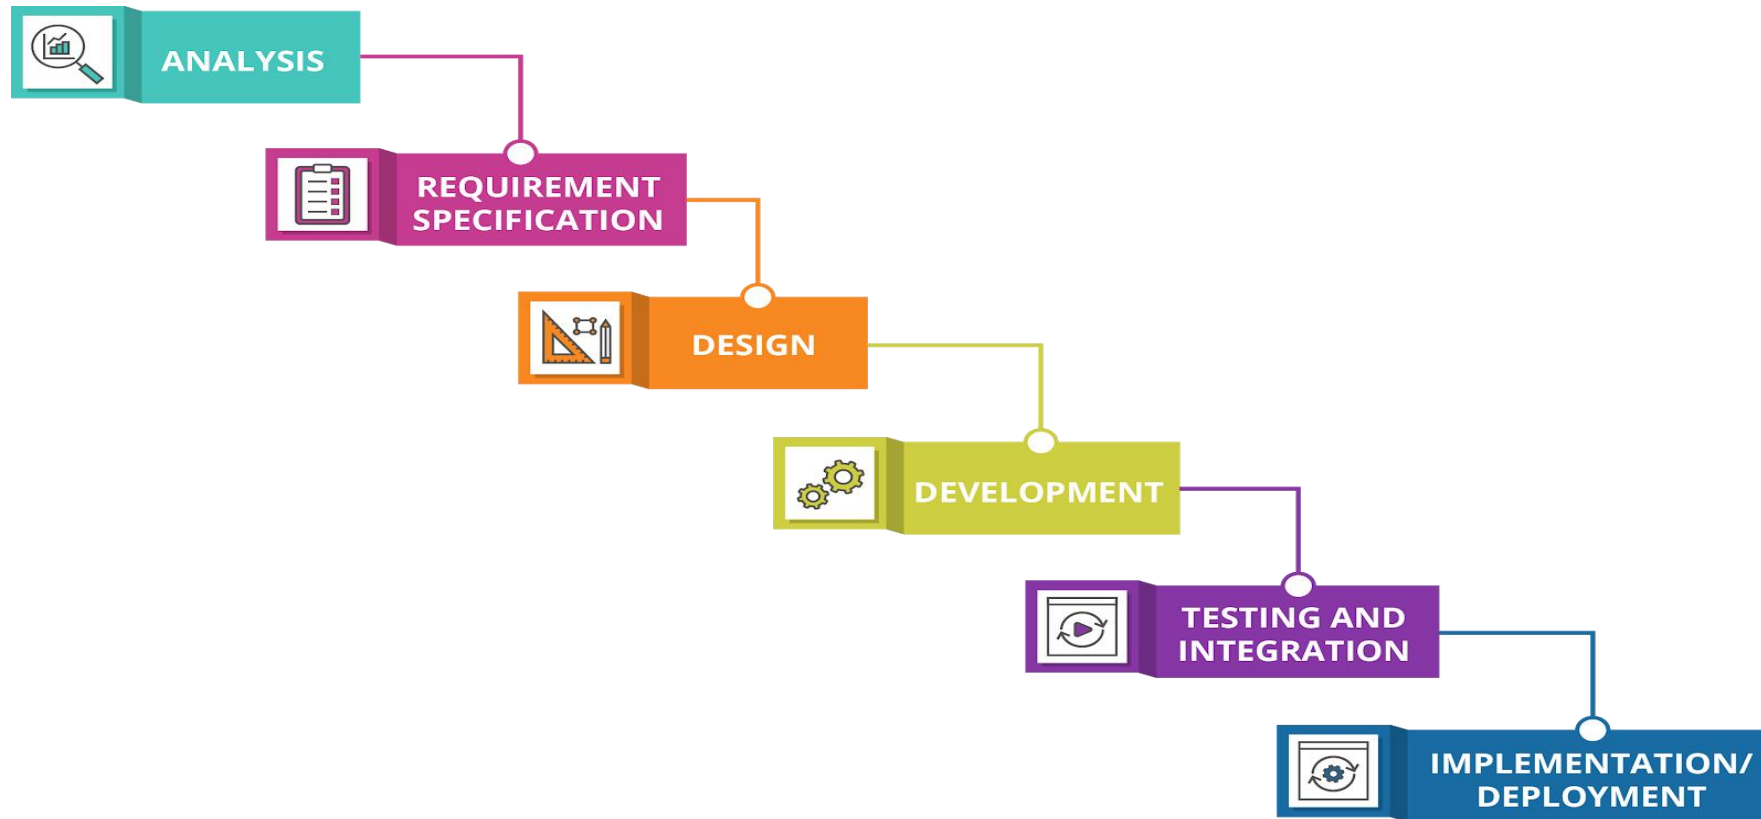 ANALYSIS
REQUIREMENT
SPECIFICATION
DESIGN
DEVELOPMENT
TESTING AND
INTEGRATION
IMPLEMENTATION/
DEPLOYMENT